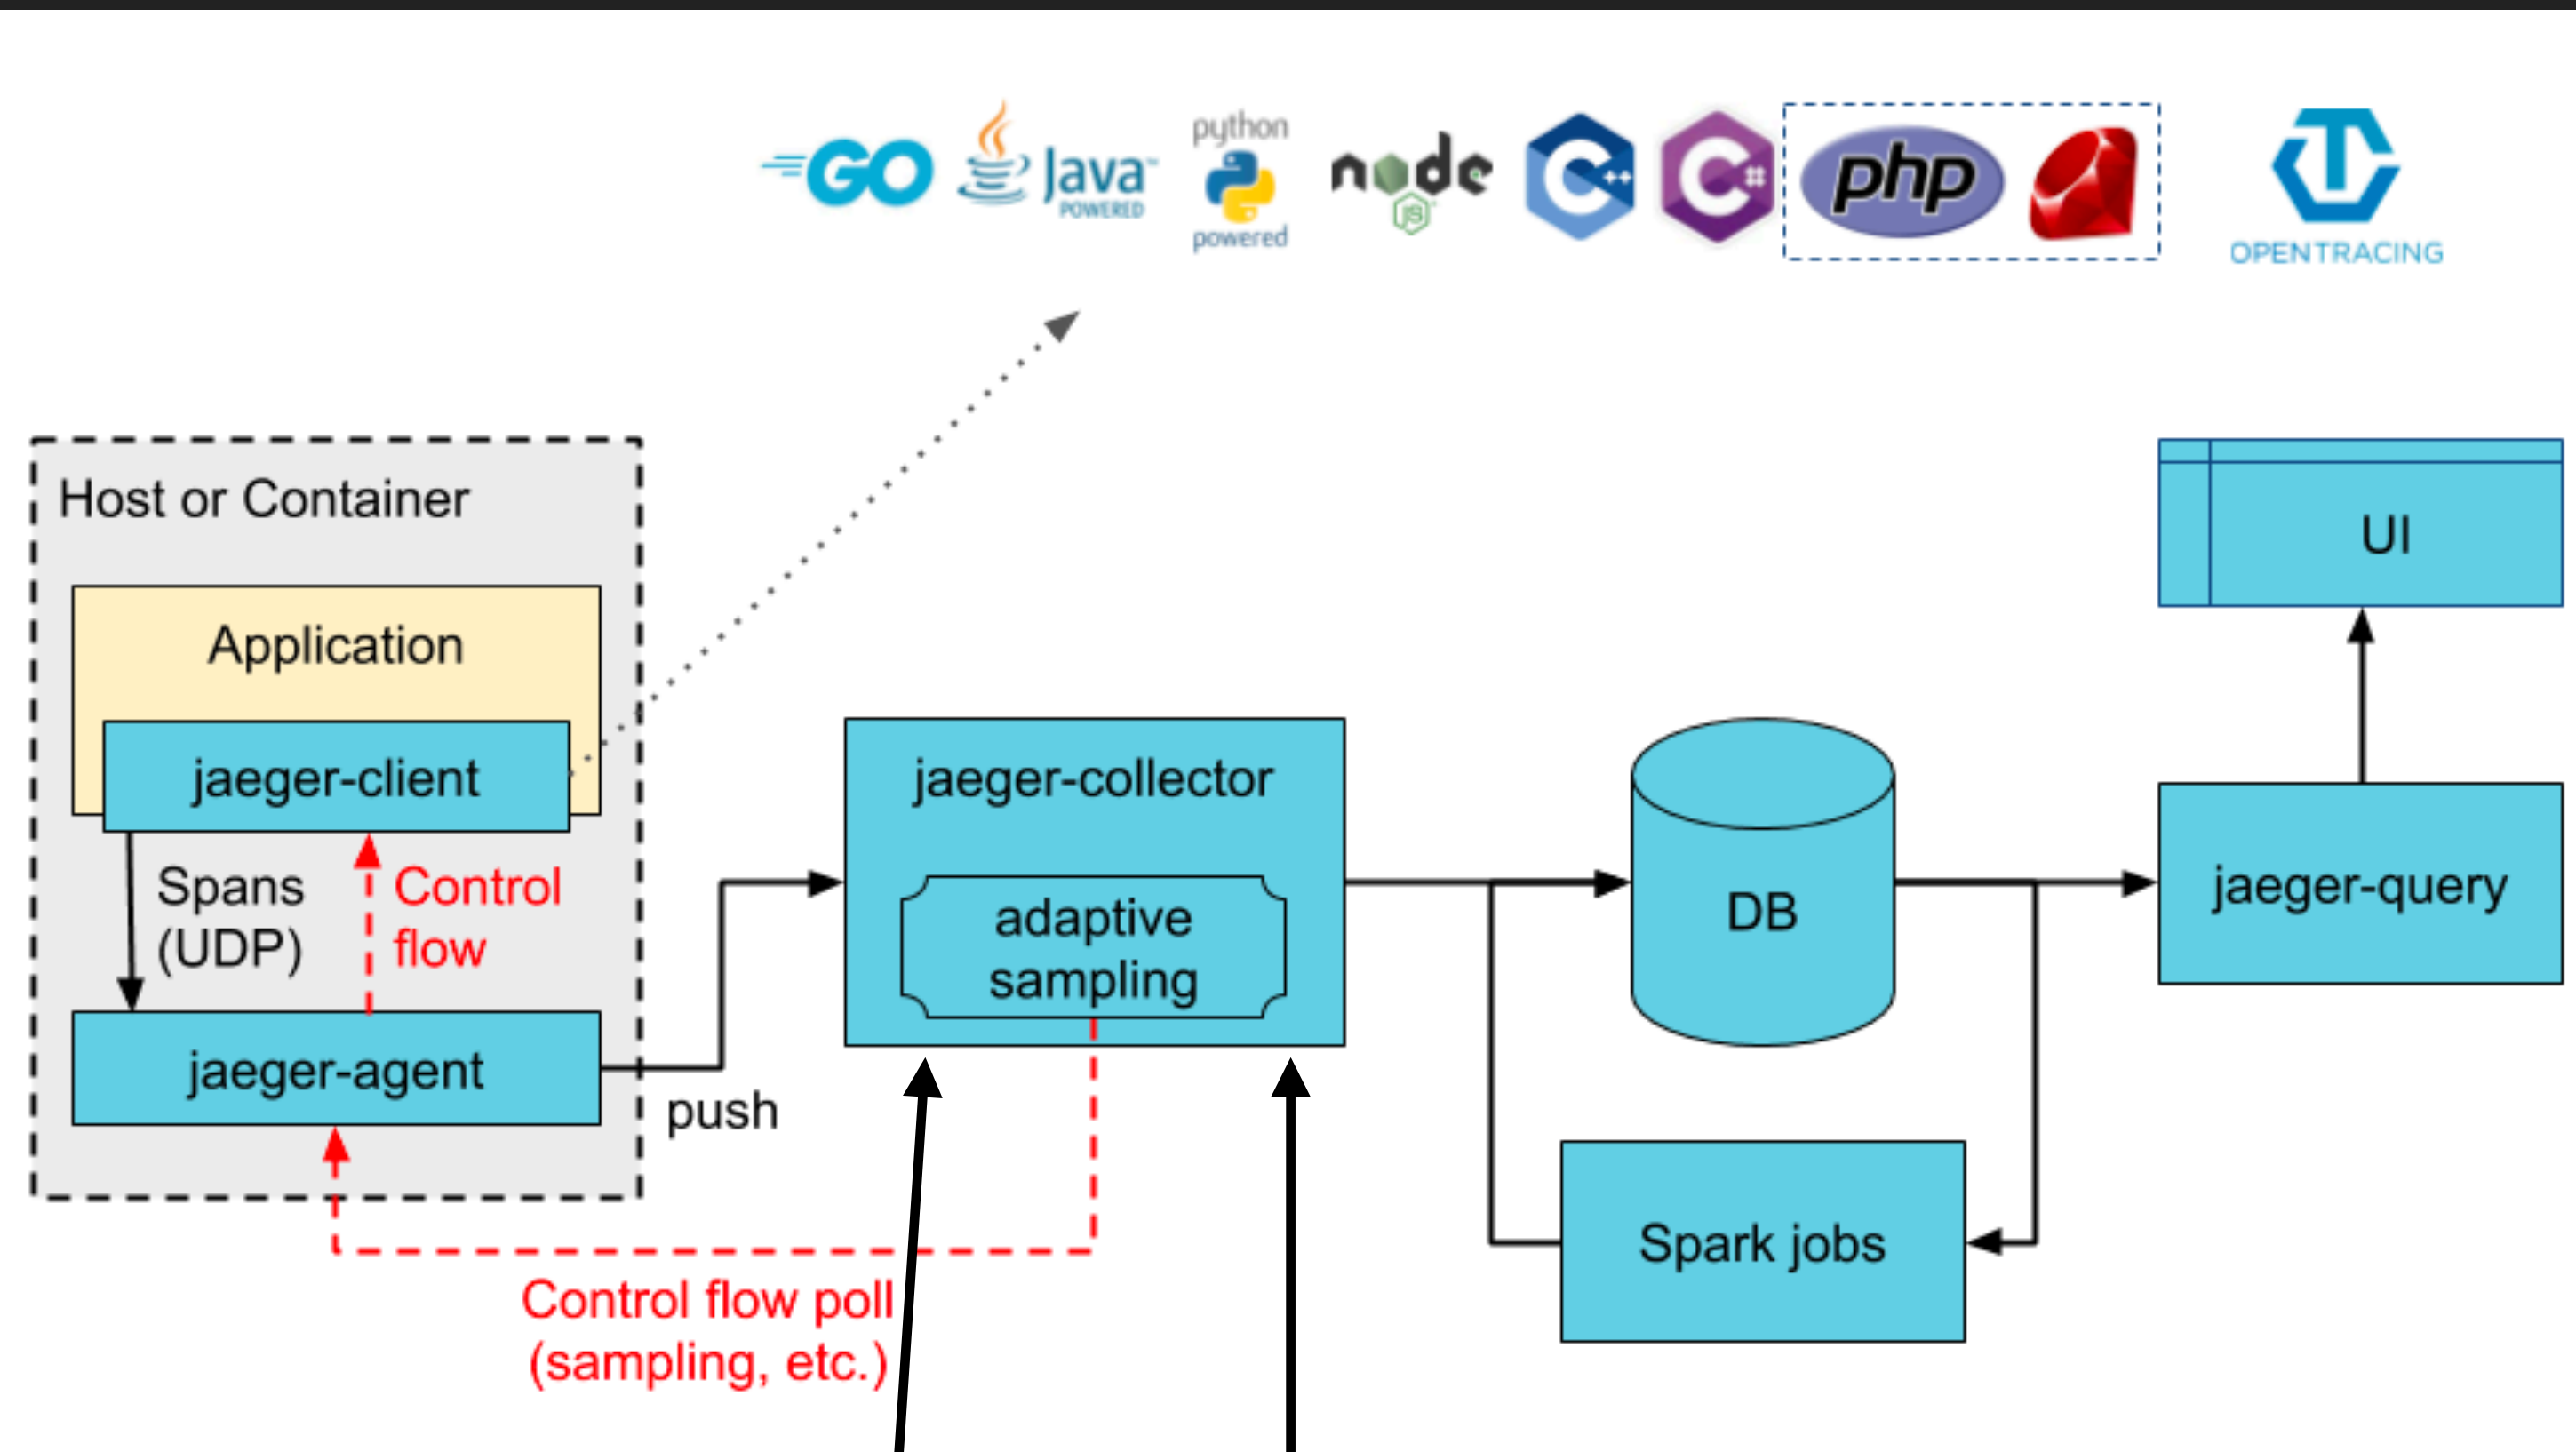 GO
Java
POWERED
python
powered
node
JS
C++
C#
php
OPENTRACING
Host or Container
Application
jaeger-client
Spans
(UDP)
Control
flow
jaeger-agent
push
jaeger-collector
adaptive
sampling
Control flow poll
(sampling, etc.)
DB
Spark jobs
jaeger-query
UI